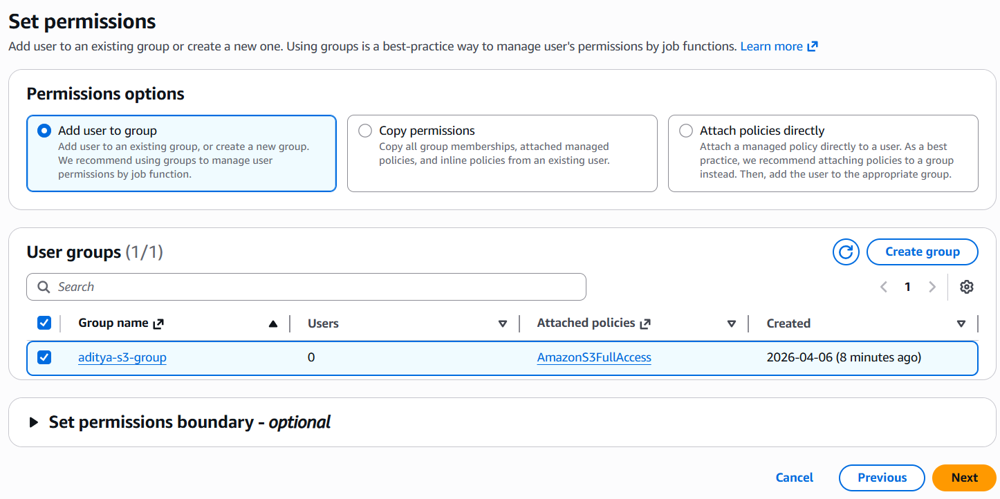 Set permissions
Add user to an existing group or create a new one. Using groups is a best-practice way to manage user's permissions by job functions. Learn more
Permissions options
Add user to group
Add user to an existing group, or create a new group.
We recommend using groups to manage user
permissions by job function.
Copy permissions
Copy all group memberships, attached managed
policies, and inline policies from an existing user.
Attach policies directly
Attach a managed policy directly to a user. As a best
practice, we recommend attaching policies to a group
instead. Then, add the user to the appropriate group.
User groups (1/1)
Create group
Search
1
Group name Users Attached policies Created
aditya-s3-group 0 AmazonS3FullAccess 2026-04-06 (8 minutes ago)
Set permissions boundary - optional
Cancel Previous Next